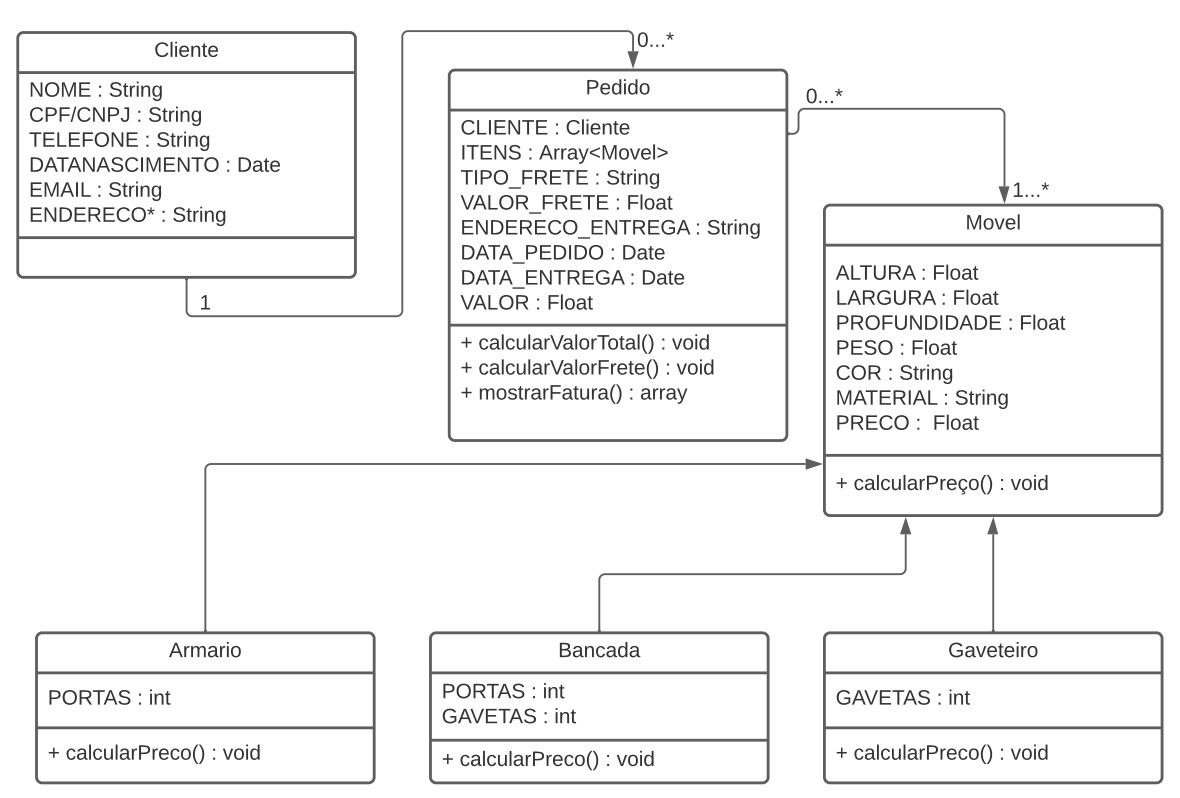 Cliente
NOME : String
CPF/CNPJ : String
TELEFONE : String
DATANASCIMENTO : Date
EMAIL : String
ENDERECO* : String
1
0...*
Pedido
CLIENTE : Cliente
ITENS : Array<Movel>
TIPO_FRETE : String
VALOR_FRETE : Float
ENDERECO_ENTREGA : String
DATA_PEDIDO : Date
DATA_ENTREGA : Date
VALOR : Float
+ calcularValorTotal() : void
+ calcularValorFrete() : void
+ mostrarFatura() : array
0...*
1...*
Movel
ALTURA : Float
LARGURA : Float
PROFUNDIDADE : Float
PESO : Float
COR : String
MATERIAL : String
PRECO :  Float
+ calcularPreço() : void
Armario
PORTAS : int
+ calcularPreco() : void
Bancada
PORTAS : int
GAVETAS : int
+ calcularPreco() : void
Gaveteiro
GAVETAS : int
+ calcularPreco() : void